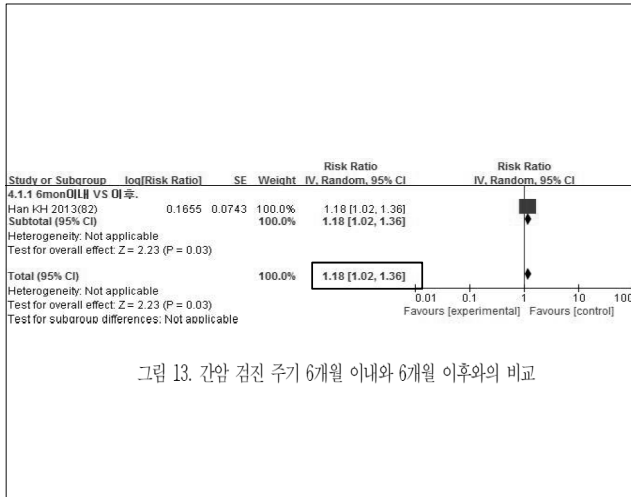 Risk Ratio Risk Ratio
Study or Subgroup log[Risk Ratio] SE Weight IV, Random, 95% CI IV, Random, 95% CI
4.1.1 6mon이내 VS 이후.
Han KH 2013(82) 0.1655 0.0743 100.0% 1.18 [1.02, 1.36]
Subtotal (95% CI) 100.0% 1.18 [1.02, 1.36]
Heterogeneity: Not applicable
Test for overall effect: Z = 2.23 (P = 0.03)
Total (95% CI) 100.0% 1.18 [1.02, 1.36]
Heterogeneity: Not applicable
Test for overall effect: Z = 2.23 (P = 0.03)
Test for subgroup differences: Not applicable
0.01 0.1 1 10 100
Favours [experimental] Favours [control]
그림 13. 간암 검진 주기 6개월 이내와 6개월 이후와의 비교